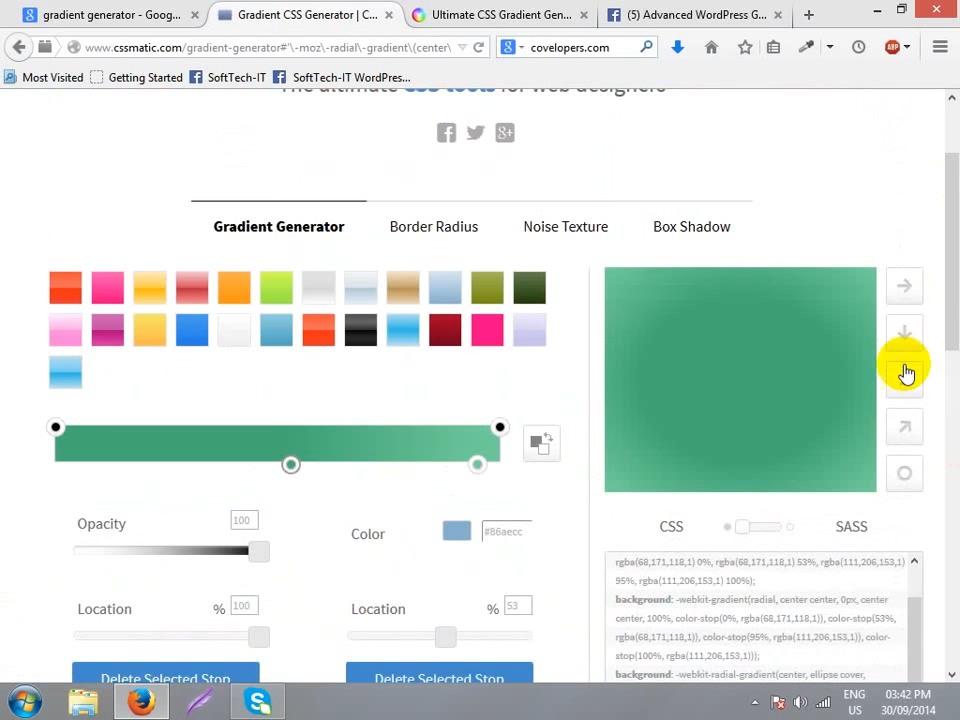 gradient generator - Goog...
Gradient CSS Generator | C...
Ultimate CSS Gradient Gen...
(5) Advanced WordPress G...
www.cssmatic.com/gradient-generator#'\-moz\-radial\-gradient\(center\
covelopers.com
ABP
Most Visited
Getting Started
SoftTech-IT
SoftTech-IT WordPres...
The ultimate CSS tools for web designers
Gradient Generator
Border Radius
Noise Texture
Box Shadow
Opacity
100
Color
#86aecc
Location
% 100
Location
% 53
Delete Selected Stop
Delete Selected Stop
CSS
SASS
rgba(68,171,118,1) 0%, rgba(68,171,118,1) 53%, rgba(111,206,153,1)
95%, rgba(111,206,153,1) 100%);
background: -webkit-gradient(radial, center center, 0px, center
center, 100%, color-stop(0%, rgba(68,171,118,1)), color-stop(53%,
rgba(68,171,118,1)), color-stop(95%, rgba(111,206,153,1)), color-
stop(100%, rgba(111,206,153,1)));
background: -webkit-radial-gradient(center, ellipse cover,
ENG
US
03:42 PM
30/09/2014